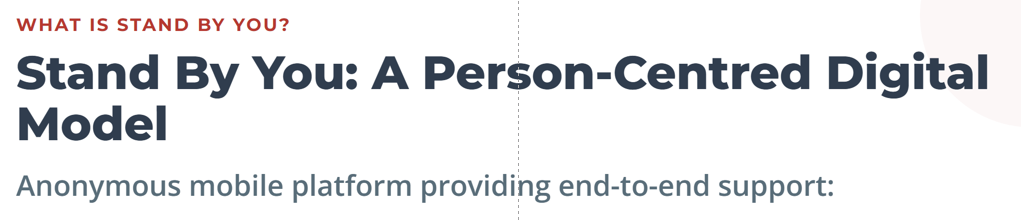 WHAT IS STAND BY YOU?
Stand By You: A Person-Centred Digital
Model
Anonymous mobile platform providing end-to-end support: